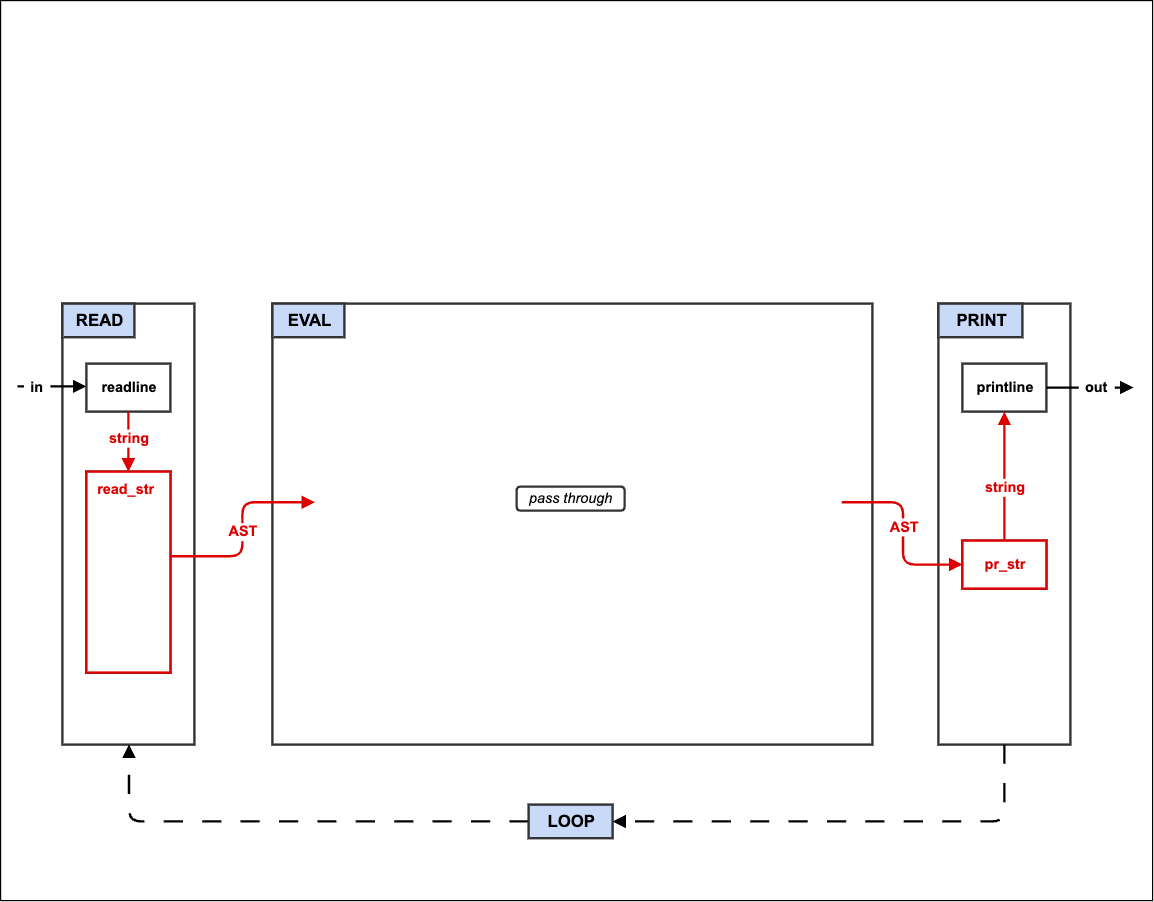 READ
EVAL
PRINT
in
readline
printline
out
string
read_str
AST
pass through
AST
string
pr_str
LOOP